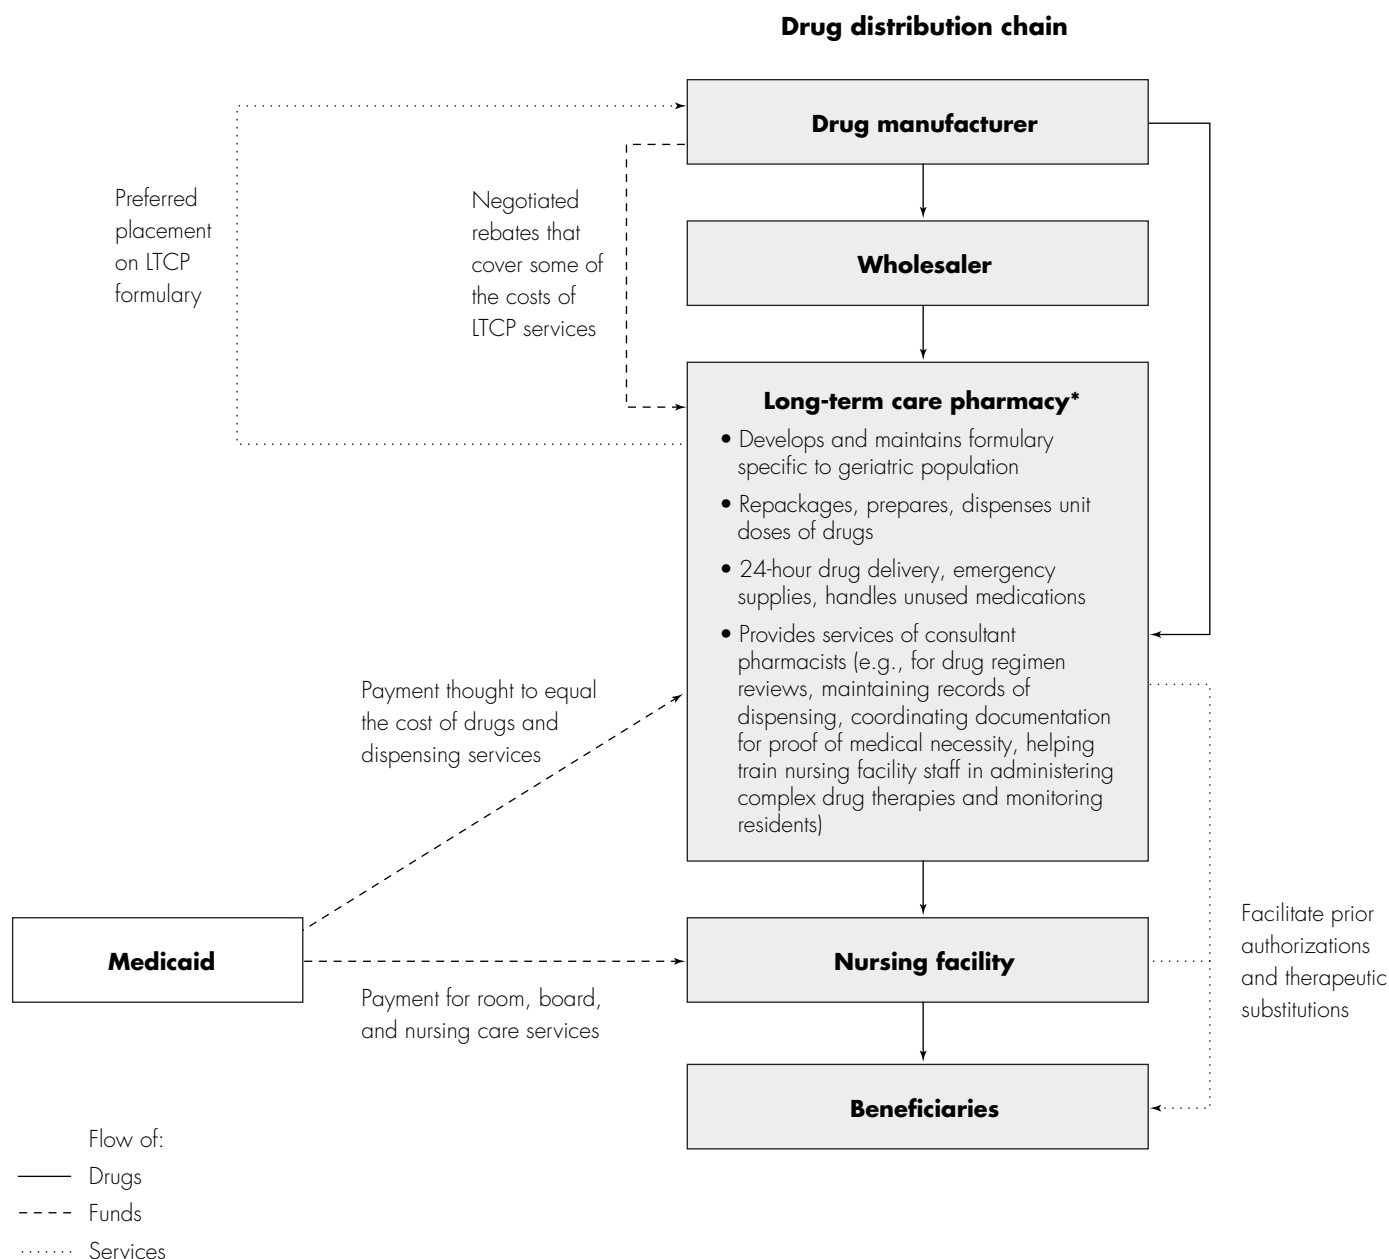 Drug distribution chain
Drug manufacturer
Preferred
placement
on LTCP
formulary
Negotiated
rebates that
cover some of
the costs of
LTCP services
Wholesaler
Long-term care pharmacy*
• Develops and maintains formulary
specific to geriatric population
• Repackages, prepares, dispenses unit
doses of drugs
• 24-hour drug delivery, emergency
supplies, handles unused medications
• Provides services of consultant
pharmacists (e.g., for drug regimen
reviews, maintaining records of
dispensing, coordinating documentation
for proof of medical necessity, helping
train nursing facility staff in administering
complex drug therapies and monitoring
residents)
Payment thought to equal
the cost of drugs and
dispensing services
Medicaid
Payment for room, board,
and nursing care services
Nursing facility
Facilitate prior
authorizations
and therapeutic
substitutions
Beneficiaries
Flow of:
Drugs
Funds
Services